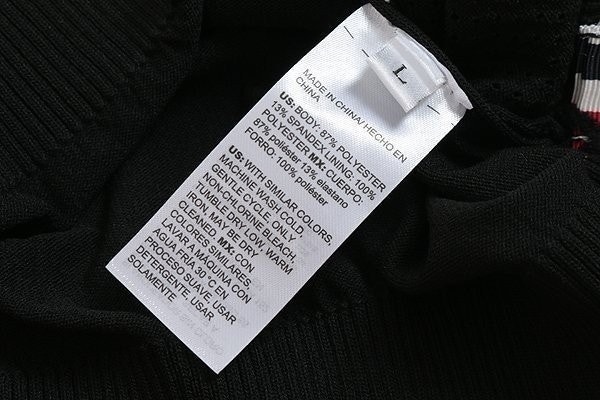 L
MADE IN CHINA/ HECHO EN
CHINA
US: BODY: 87% POLYESTER
13% SPANDEX LINING: 100%
POLYESTER MX: CUERPO:
87% poliéster 13% elastano
FORRO: 100% poliéster
US: WITH SIMILAR COLORS,
MACHINE WASH COLD,
GENTLE CYCLE, ONLY
NON-CHLORINE BLEACH,
TUMBLE DRY LOW, WARM
IRON MAY BE DRY
CLEANED. MX: CON
COLORES SIMILARES,
LAVAR A MÁQUINA CON
AGUA FRÍA 30°C EN
PROCESO SUAVE, USAR
DETERGENTE, USAR
SOLAMENTE